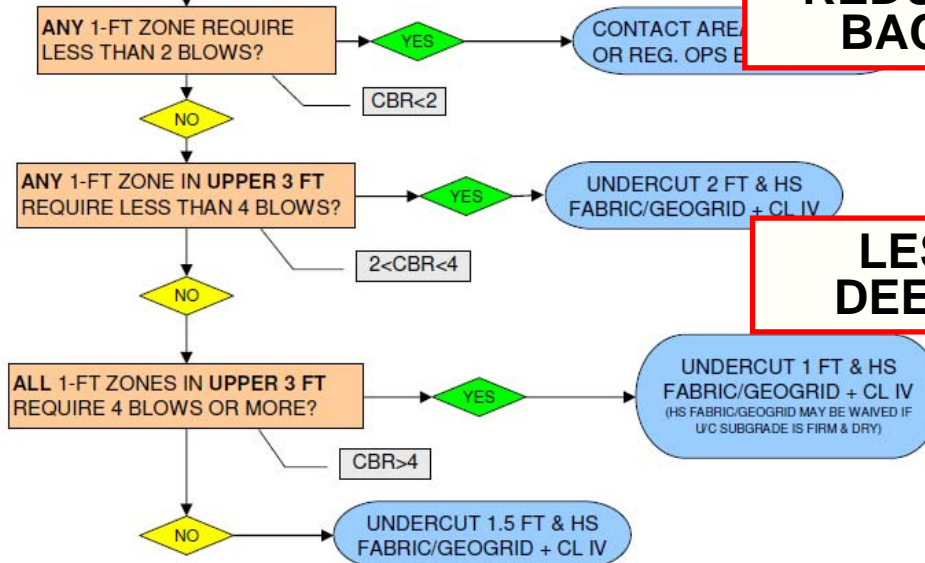 BAC
ANY 1-FT ZONE REQUIRE
LESS THAN 2 BLOWS?
YES
CONTACT AREA
OR REG. OPS E
CBR<2
NO
ANY 1-FT ZONE IN UPPER 3 FT
REQUIRE LESS THAN 4 BLOWS?
YES
UNDERCUT 2 FT & HS
FABRIC/GEOGRID + CL IV
2<CBR<4
LES
DEE
NO
ALL 1-FT ZONES IN UPPER 3 FT
REQUIRE 4 BLOWS OR MORE?
YES
UNDERCUT 1 FT & HS
FABRIC/GEOGRID + CL IV
(HS FABRIC/GEOGRID MAY BE WAIVED IF
U/C SUBGRADE IS FIRM & DRY)
CBR>4
NO
UNDERCUT 1.5 FT & HS
FABRIC/GEOGRID + CL IV